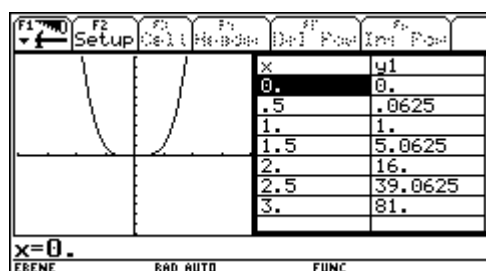 F1 F2 Setup
x y1
0. 0.
.5 .0625
1. 1.
1.5 5.0625
2. 16.
2.5 39.0625
3. 81.
x=0.
EBENE RAD AUTO FUNC